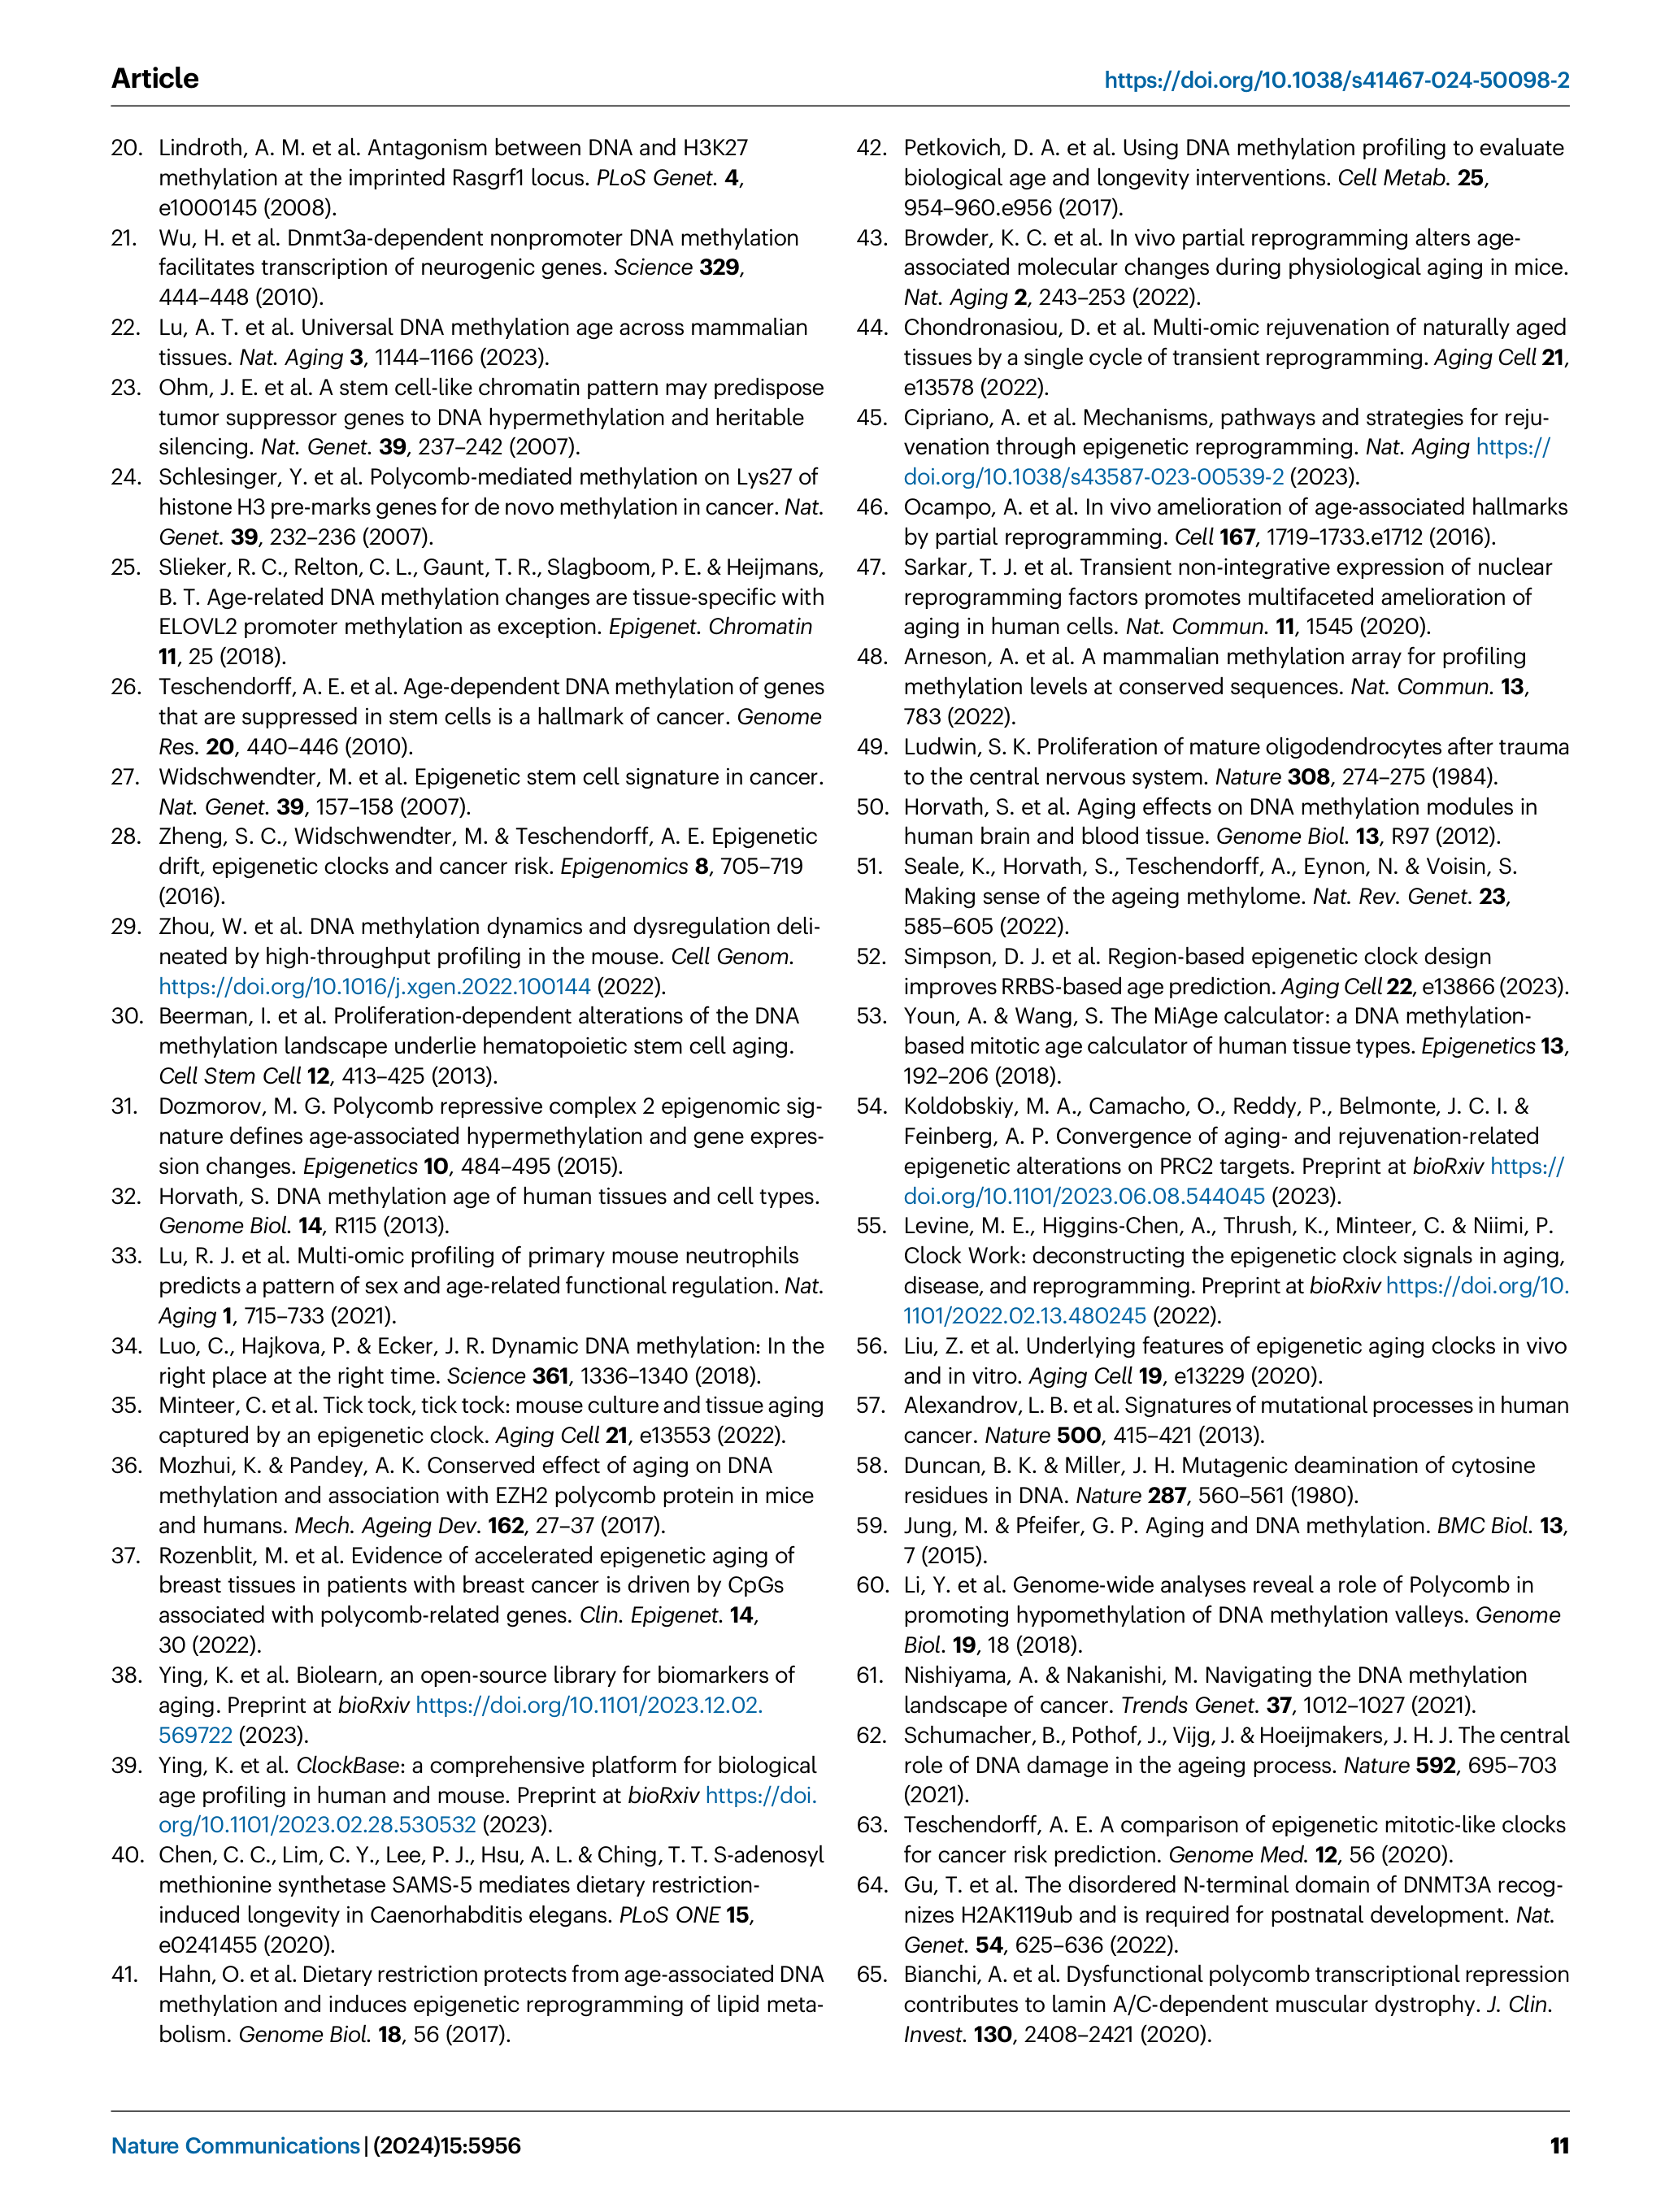 Article
https://doi.org/10.1038/s41467-024-50098-2
20. Lindroth, A. M. et al. Antagonism between DNA and H3K27
methylation at the imprinted Rasgrf1 locus. PLoS Genet. 4,
e1000145 (2008).
21. Wu, H. et al. Dnmt3a-dependent nonpromoter DNA methylation
facilitates transcription of neurogenic genes. Science 329,
444–448 (2010).
22. Lu, A. T. et al. Universal DNA methylation age across mammalian
tissues. Nat. Aging 3, 1144–1166 (2023).
23. Ohm, J. E. et al. A stem cell-like chromatin pattern may predispose
tumor suppressor genes to DNA hypermethylation and heritable
silencing. Nat. Genet. 39, 237–242 (2007).
24. Schlesinger, Y. et al. Polycomb-mediated methylation on Lys27 of
histone H3 pre-marks genes for de novo methylation in cancer. Nat.
Genet. 39, 232–236 (2007).
25. Slieker, R. C., Relton, C. L., Gaunt, T. R., Slagboom, P. E. & Heijmans,
B. T. Age-related DNA methylation changes are tissue-specific with
ELOVL2 promoter methylation as exception. Epigenet. Chromatin
11, 25 (2018).
26. Teschendorff, A. E. et al. Age-dependent DNA methylation of genes
that are suppressed in stem cells is a hallmark of cancer. Genome
Res. 20, 440–446 (2010).
27. Widschwendter, M. et al. Epigenetic stem cell signature in cancer.
Nat. Genet. 39, 157–158 (2007).
28. Zheng, S. C., Widschwendter, M. & Teschendorff, A. E. Epigenetic
drift, epigenetic clocks and cancer risk. Epigenomics 8, 705–719
(2016).
29. Zhou, W. et al. DNA methylation dynamics and dysregulation deli-
neated by high-throughput profiling in the mouse. Cell Genom.
https://doi.org/10.1016/j.xgen.2022.100144 (2022).
30. Beerman, I. et al. Proliferation-dependent alterations of the DNA
methylation landscape underlie hematopoietic stem cell aging.
Cell Stem Cell 12, 413–425 (2013).
31. Dozmorov, M. G. Polycomb repressive complex 2 epigenomic sig-
nature defines age-associated hypermethylation and gene expres-
sion changes. Epigenetics 10, 484–495 (2015).
32. Horvath, S. DNA methylation age of human tissues and cell types.
Genome Biol. 14, R115 (2013).
33. Lu, R. J. et al. Multi-omic profiling of primary mouse neutrophils
predicts a pattern of sex and age-related functional regulation. Nat.
Aging 1, 715–733 (2021).
34. Luo, C., Hajkova, P. & Ecker, J. R. Dynamic DNA methylation: In the
right place at the right time. Science 361, 1336–1340 (2018).
35. Minteer, C. et al. Tick tock, tick tock: mouse culture and tissue aging
captured by an epigenetic clock. Aging Cell 21, e13553 (2022).
36. Mozhui, K. & Pandey, A. K. Conserved effect of aging on DNA
methylation and association with EZH2 polycomb protein in mice
and humans. Mech. Ageing Dev. 162, 27–37 (2017).
37. Rozenblit, M. et al. Evidence of accelerated epigenetic aging of
breast tissues in patients with breast cancer is driven by CpGs
associated with polycomb-related genes. Clin. Epigenet. 14,
30 (2022).
38. Ying, K. et al. Biolearn, an open-source library for biomarkers of
aging. Preprint at bioRxiv https://doi.org/10.1101/2023.12.02.
569722 (2023).
39. Ying, K. et al. ClockBase: a comprehensive platform for biological
age profiling in human and mouse. Preprint at bioRxiv https://doi.
org/10.1101/2023.02.28.530532 (2023).
40. Chen, C. C., Lim, C. Y., Lee, P. J., Hsu, A. L. & Ching, T. T. S-adenosyl
methionine synthetase SAMS-5 mediates dietary restriction-
induced longevity in Caenorhabditis elegans. PLoS ONE 15,
e0241455 (2020).
41. Hahn, O. et al. Dietary restriction protects from age-associated DNA
methylation and induces epigenetic reprogramming of lipid meta-
bolism. Genome Biol. 18, 56 (2017).
42. Petkovich, D. A. et al. Using DNA methylation profiling to evaluate
biological age and longevity interventions. Cell Metab. 25,
954–960.e956 (2017).
43. Browder, K. C. et al. In vivo partial reprogramming alters age-
associated molecular changes during physiological aging in mice.
Nat. Aging 2, 243–253 (2022).
44. Chondronasiou, D. et al. Multi-omic rejuvenation of naturally aged
tissues by a single cycle of transient reprogramming. Aging Cell 21,
e13578 (2022).
45. Cipriano, A. et al. Mechanisms, pathways and strategies for reju-
venation through epigenetic reprogramming. Nat. Aging https://
doi.org/10.1038/s43587-023-00539-2 (2023).
46. Ocampo, A. et al. In vivo amelioration of age-associated hallmarks
by partial reprogramming. Cell 167, 1719–1733.e1712 (2016).
47. Sarkar, T. J. et al. Transient non-integrative expression of nuclear
reprogramming factors promotes multifaceted amelioration of
aging in human cells. Nat. Commun. 11, 1545 (2020).
48. Arneson, A. et al. A mammalian methylation array for profiling
methylation levels at conserved sequences. Nat. Commun. 13,
783 (2022).
49. Ludwin, S. K. Proliferation of mature oligodendrocytes after trauma
to the central nervous system. Nature 308, 274–275 (1984).
50. Horvath, S. et al. Aging effects on DNA methylation modules in
human brain and blood tissue. Genome Biol. 13, R97 (2012).
51. Seale, K., Horvath, S., Teschendorff, A., Eynon, N. & Voisin, S.
Making sense of the ageing methylome. Nat. Rev. Genet. 23,
585–605 (2022).
52. Simpson, D. J. et al. Region-based epigenetic clock design
improves RRBS-based age prediction. Aging Cell 22, e13866 (2023).
53. Youn, A. & Wang, S. The MiAge calculator: a DNA methylation-
based mitotic age calculator of human tissue types. Epigenetics 13,
192–206 (2018).
54. Koldobskiy, M. A., Camacho, O., Reddy, P., Belmonte, J. C. I. &
Feinberg, A. P. Convergence of aging- and rejuvenation-related
epigenetic alterations on PRC2 targets. Preprint at bioRxiv https://
doi.org/10.1101/2023.06.08.544045 (2023).
55. Levine, M. E., Higgins-Chen, A., Thrush, K., Minteer, C. & Niimi, P.
Clock Work: deconstructing the epigenetic clock signals in aging,
disease, and reprogramming. Preprint at bioRxiv https://doi.org/10.
1101/2022.02.13.480245 (2022).
56. Liu, Z. et al. Underlying features of epigenetic aging clocks in vivo
and in vitro. Aging Cell 19, e13229 (2020).
57. Alexandrov, L. B. et al. Signatures of mutational processes in human
cancer. Nature 500, 415–421 (2013).
58. Duncan, B. K. & Miller, J. H. Mutagenic deamination of cytosine
residues in DNA. Nature 287, 560–561 (1980).
59. Jung, M. & Pfeifer, G. P. Aging and DNA methylation. BMC Biol. 13,
7 (2015).
60. Li, Y. et al. Genome-wide analyses reveal a role of Polycomb in
promoting hypomethylation of DNA methylation valleys. Genome
Biol. 19, 18 (2018).
61. Nishiyama, A. & Nakanishi, M. Navigating the DNA methylation
landscape of cancer. Trends Genet. 37, 1012–1027 (2021).
62. Schumacher, B., Pothof, J., Vijg, J. & Hoeijmakers, J. H. J. The central
role of DNA damage in the ageing process. Nature 592, 695–703
(2021).
63. Teschendorff, A. E. A comparison of epigenetic mitotic-like clocks
for cancer risk prediction. Genome Med. 12, 56 (2020).
64. Gu, T. et al. The disordered N-terminal domain of DNMT3A recog-
nizes H2AK119ub and is required for postnatal development. Nat.
Genet. 54, 625–636 (2022).
65. Bianchi, A. et al. Dysfunctional polycomb transcriptional repression
contributes to lamin A/C-dependent muscular dystrophy. J. Clin.
Invest. 130, 2408–2421 (2020).
Nature Communications | (2024)15:5956
11